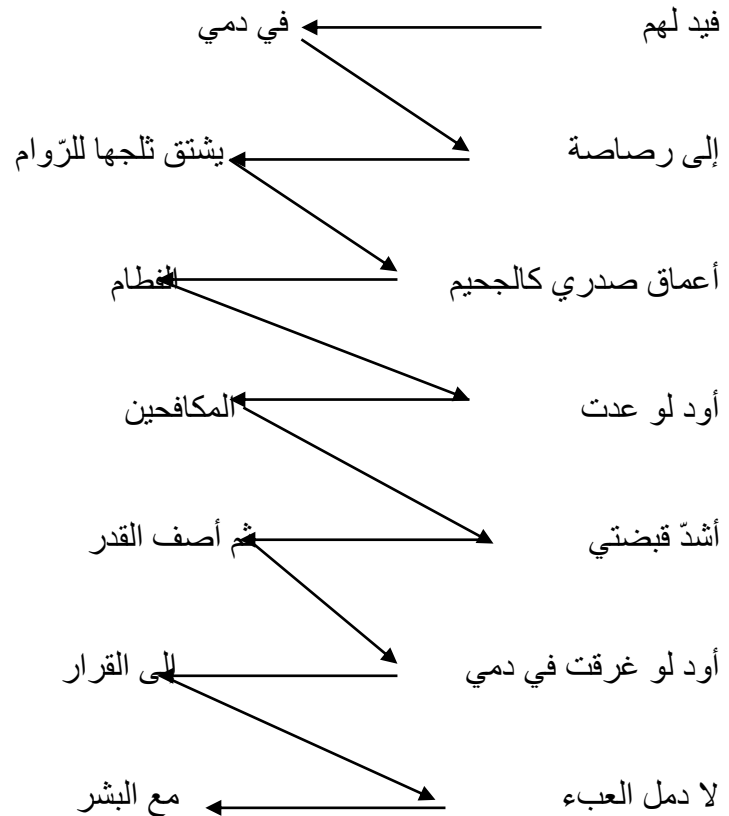 فيد لهم في دمي
إلى رصاصة يشتق ثلجها للرّوام
أعماق صدري كالجحيم الفطام
أود لو عدت المكافحين
أشدّ قبضتي ثم أصف القدر
أود لو غرقت في دمي إلى القرار
لا دمل العبء مع البشر